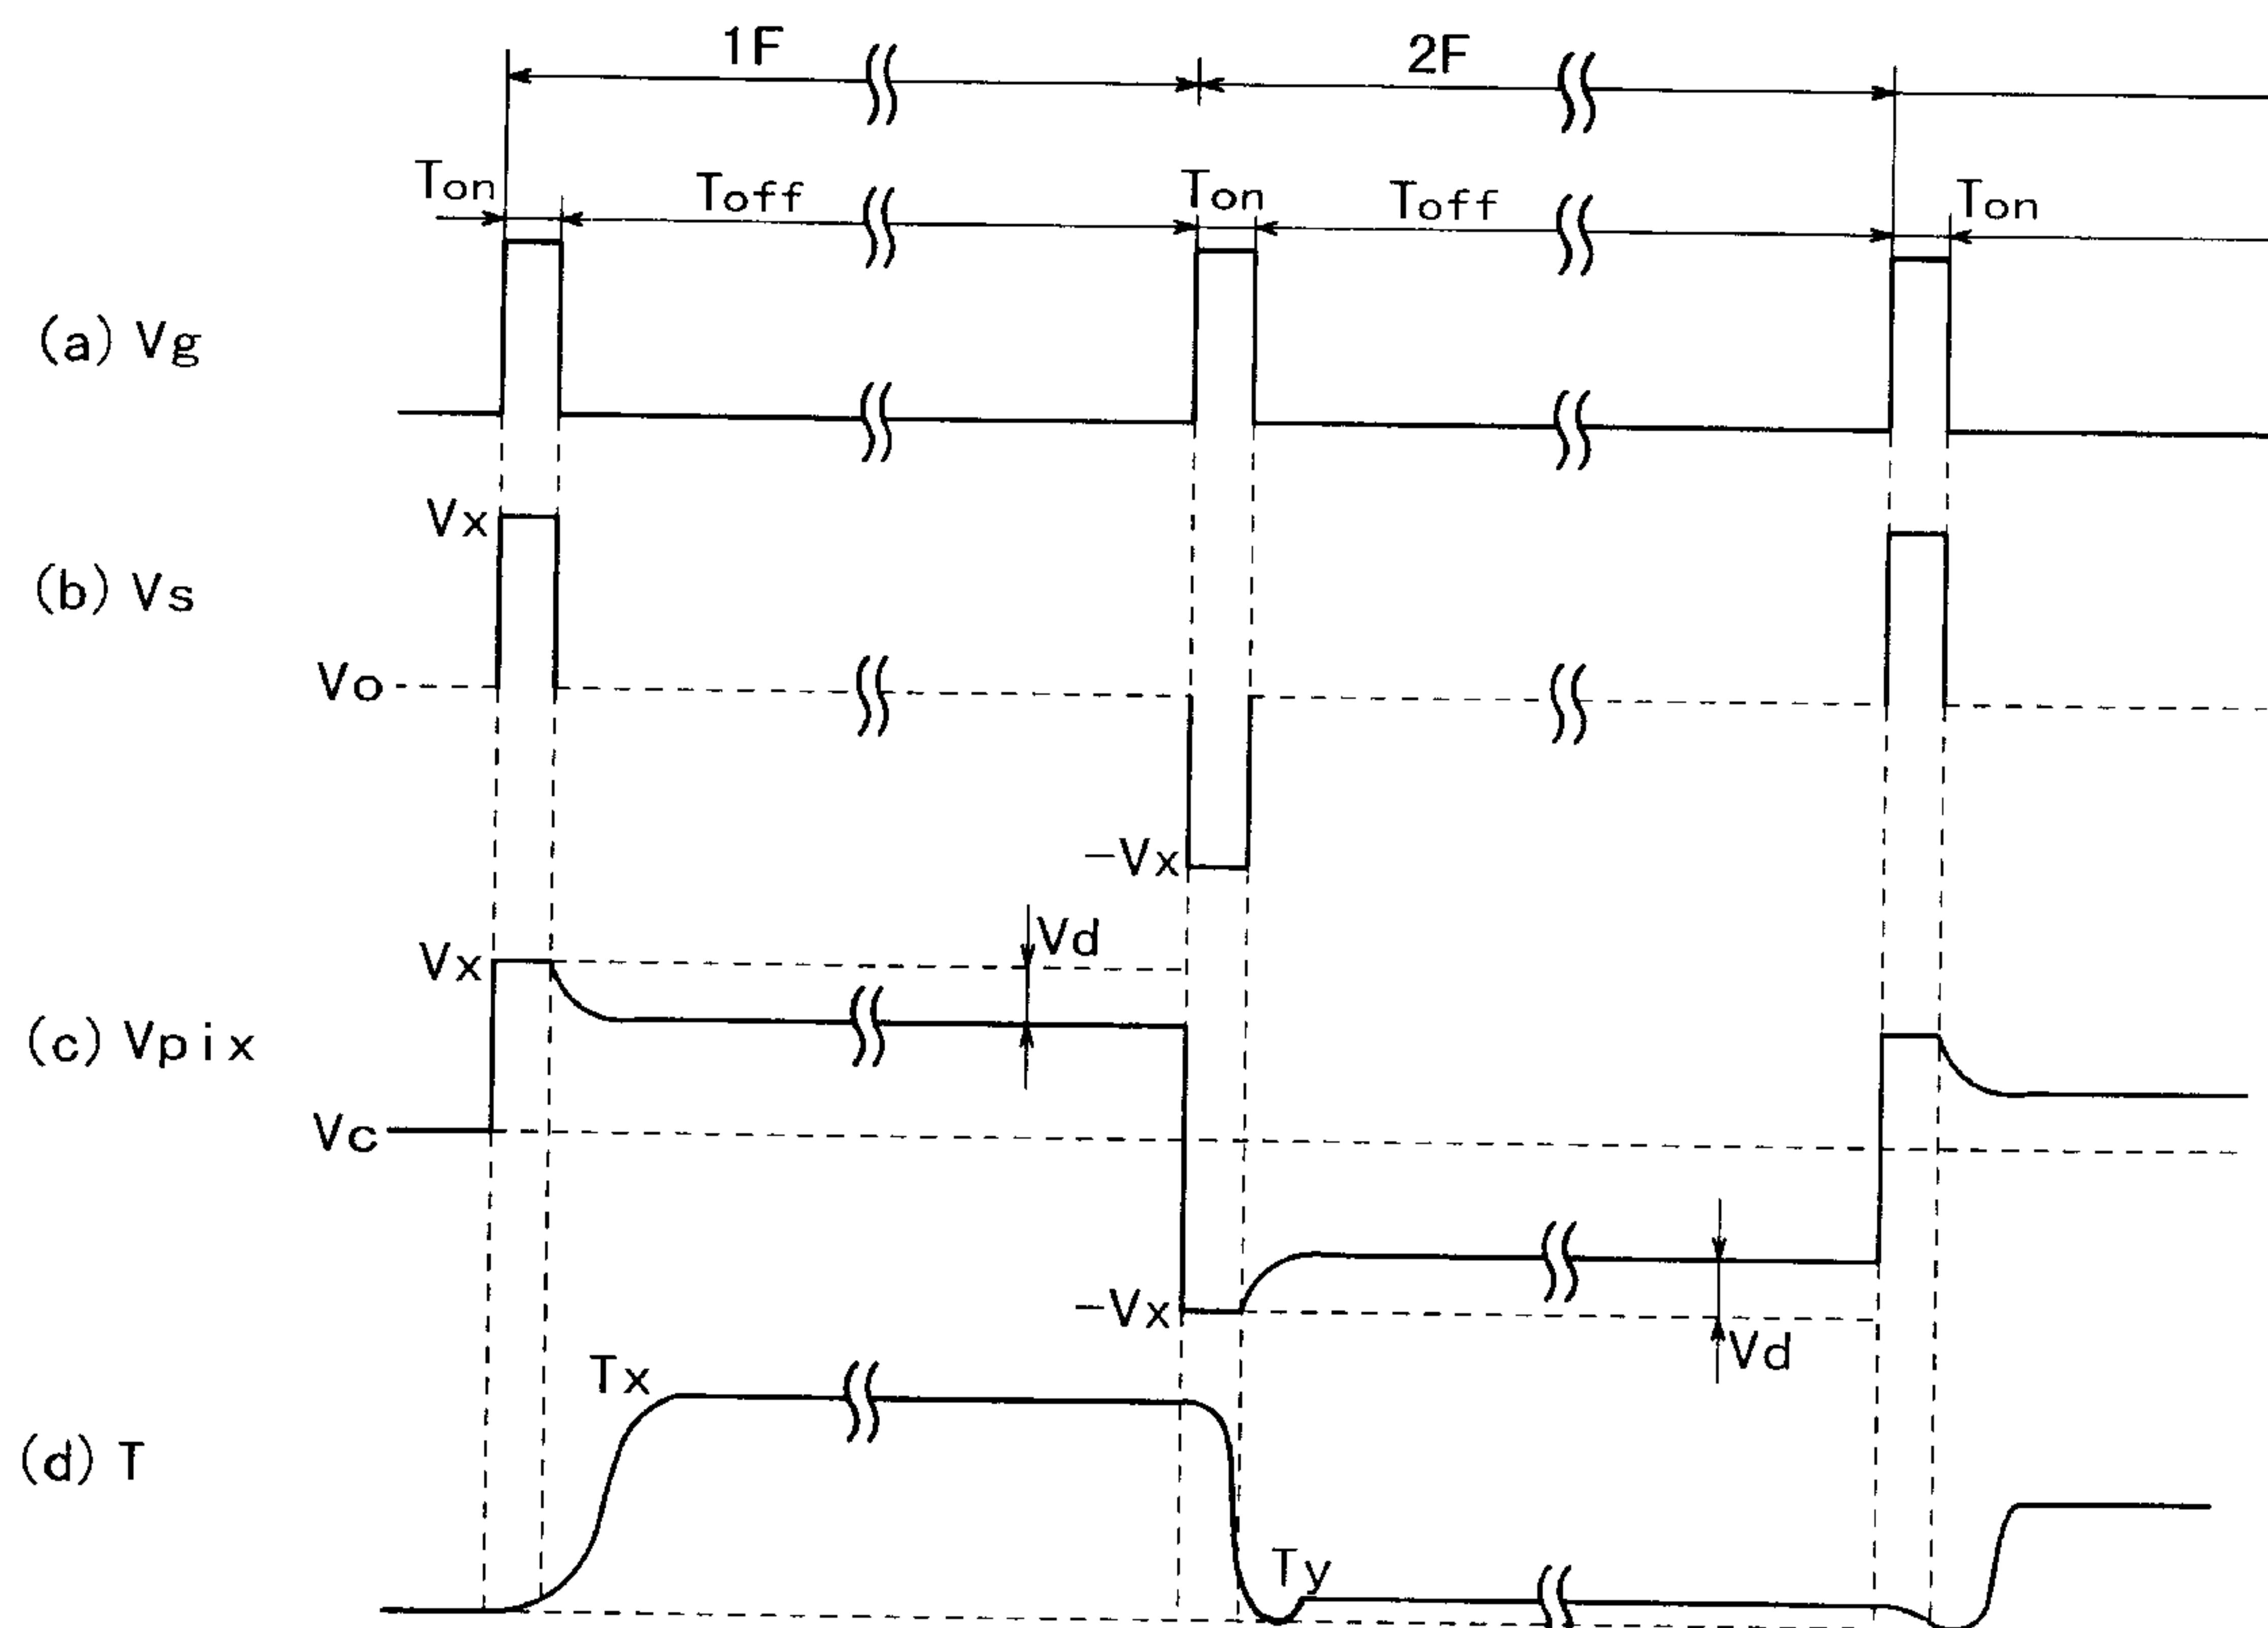 1F 2F
Ton Toff Ton Toff Ton
(a) Vg
Vx
(b) Vs
Vo
-Vx
Vd
Vx
(c) Vpix
Vc
-Vx
Vd
Tx
(d) T
Ty